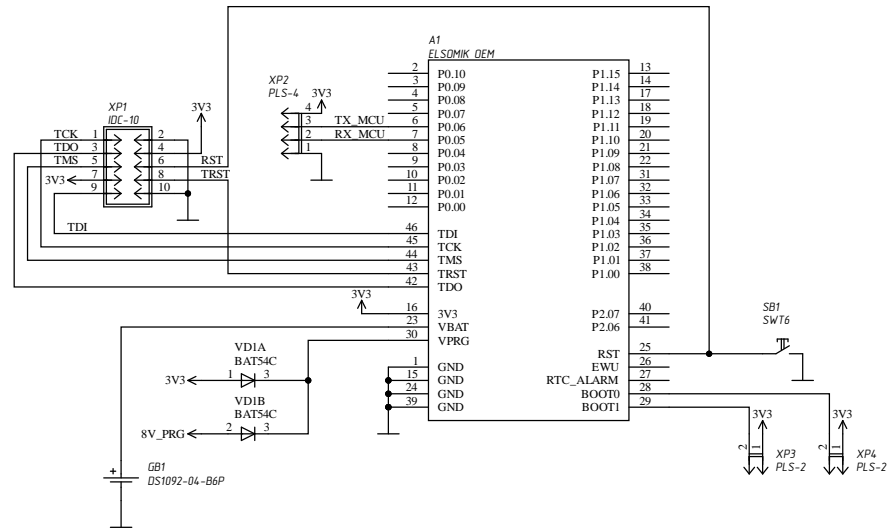 A1
ELSOMIK OEM
2 P0.10 P1.15 13
3 P0.09 P1.14 14
4 P0.08 P1.13 17
5 P0.07 P1.12 18
6 P0.06 P1.11 19
7 P0.05 P1.10 20
8 P0.04 P1.09 21
9 P0.03 P1.08 22
10 P0.02 P1.07 31
11 P0.01 P1.06 32
12 P0.00 P1.05 33
P1.04 34
46 TDI P1.03 35
45 TCK P1.02 36
44 TMS P1.01 37
43 TRST P1.00 38
42 TDO
16 3V3 P2.07 40
23 VBAT P2.06 41
30 VPRG
RST 25
1 GND EWU 26
15 GND RTC_ALARM 27
24 GND BOOT0 28
39 GND BOOT1 29
XP2
PLS-4
3V3
4
3 TX_MCU
2 RX_MCU
1
XP1
IDC-10
3V3
TCK 1 2
TDO 3 4
TMS 5 6 RST
3V3 7 8 TRST
9 10
TDI
3V3
VD1A
BAT54C
3V3 1 3
VD1B
BAT54C
8V_PRG 2 3
+
GB1
DS1092-04-B6P
SB1
SWT6
3V3
2 1
XP3
PLS-2
3V3
2 1
XP4
PLS-2